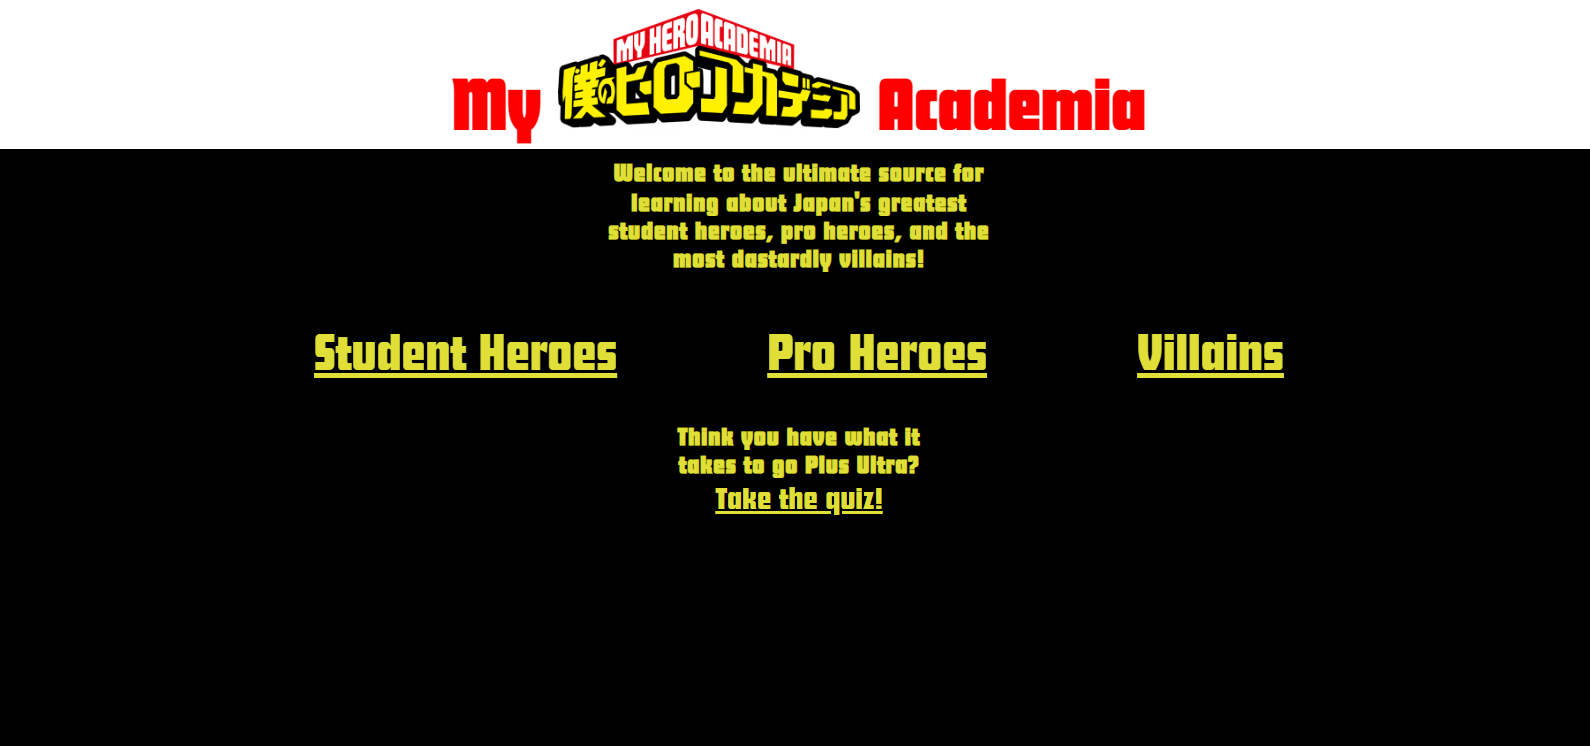 MY HERO ACADEMIA
My 僕のヒーローアカデミア Academia
Welcome to the ultimate source for
learning about Japan's greatest
student heroes, pro heroes, and the
most dastardly villains!
Student Heroes Pro Heroes Villains
Think you have what it
takes to go Plus Ultra?
Take the quiz!